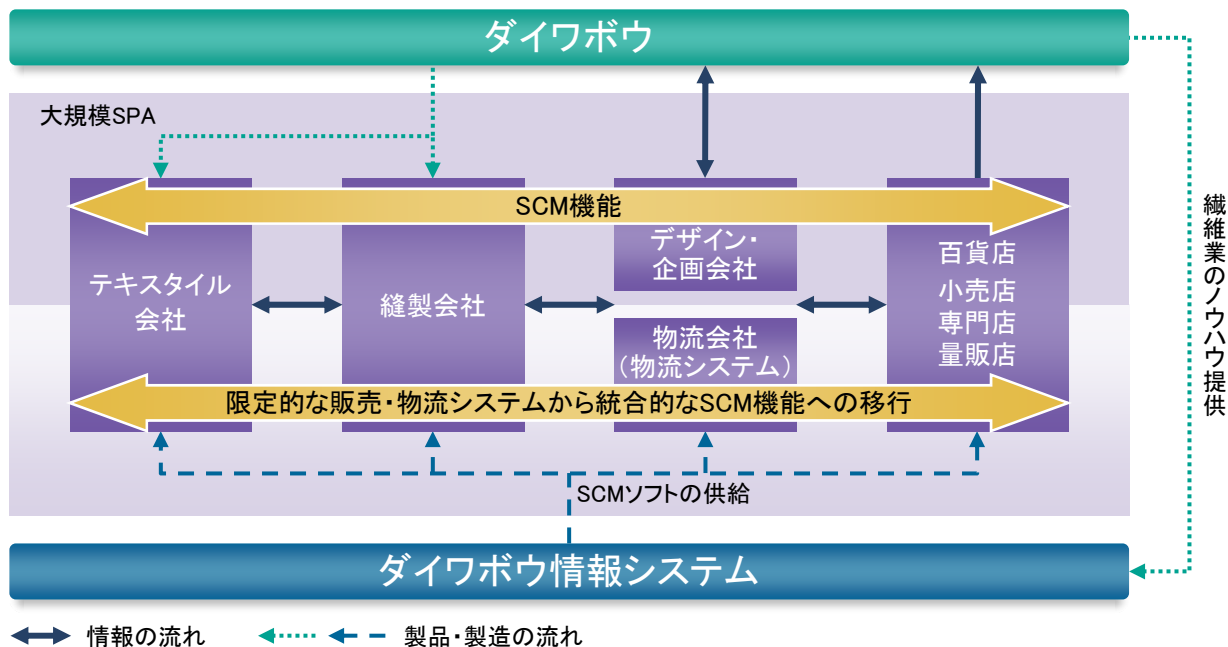 ダイワボウ
大規模SPA
SCM機能
テキスタイル
会社
縫製会社
デザイン・
企画会社
物流会社
(物流システム)
百貨店
小売店
専門店
量販店
限定的な販売・物流システムから統合的なSCM機能への移行
SCMソフトの供給
繊維業のノウハウ提供
ダイワボウ情報システム
情報の流れ
製品・製造の流れ